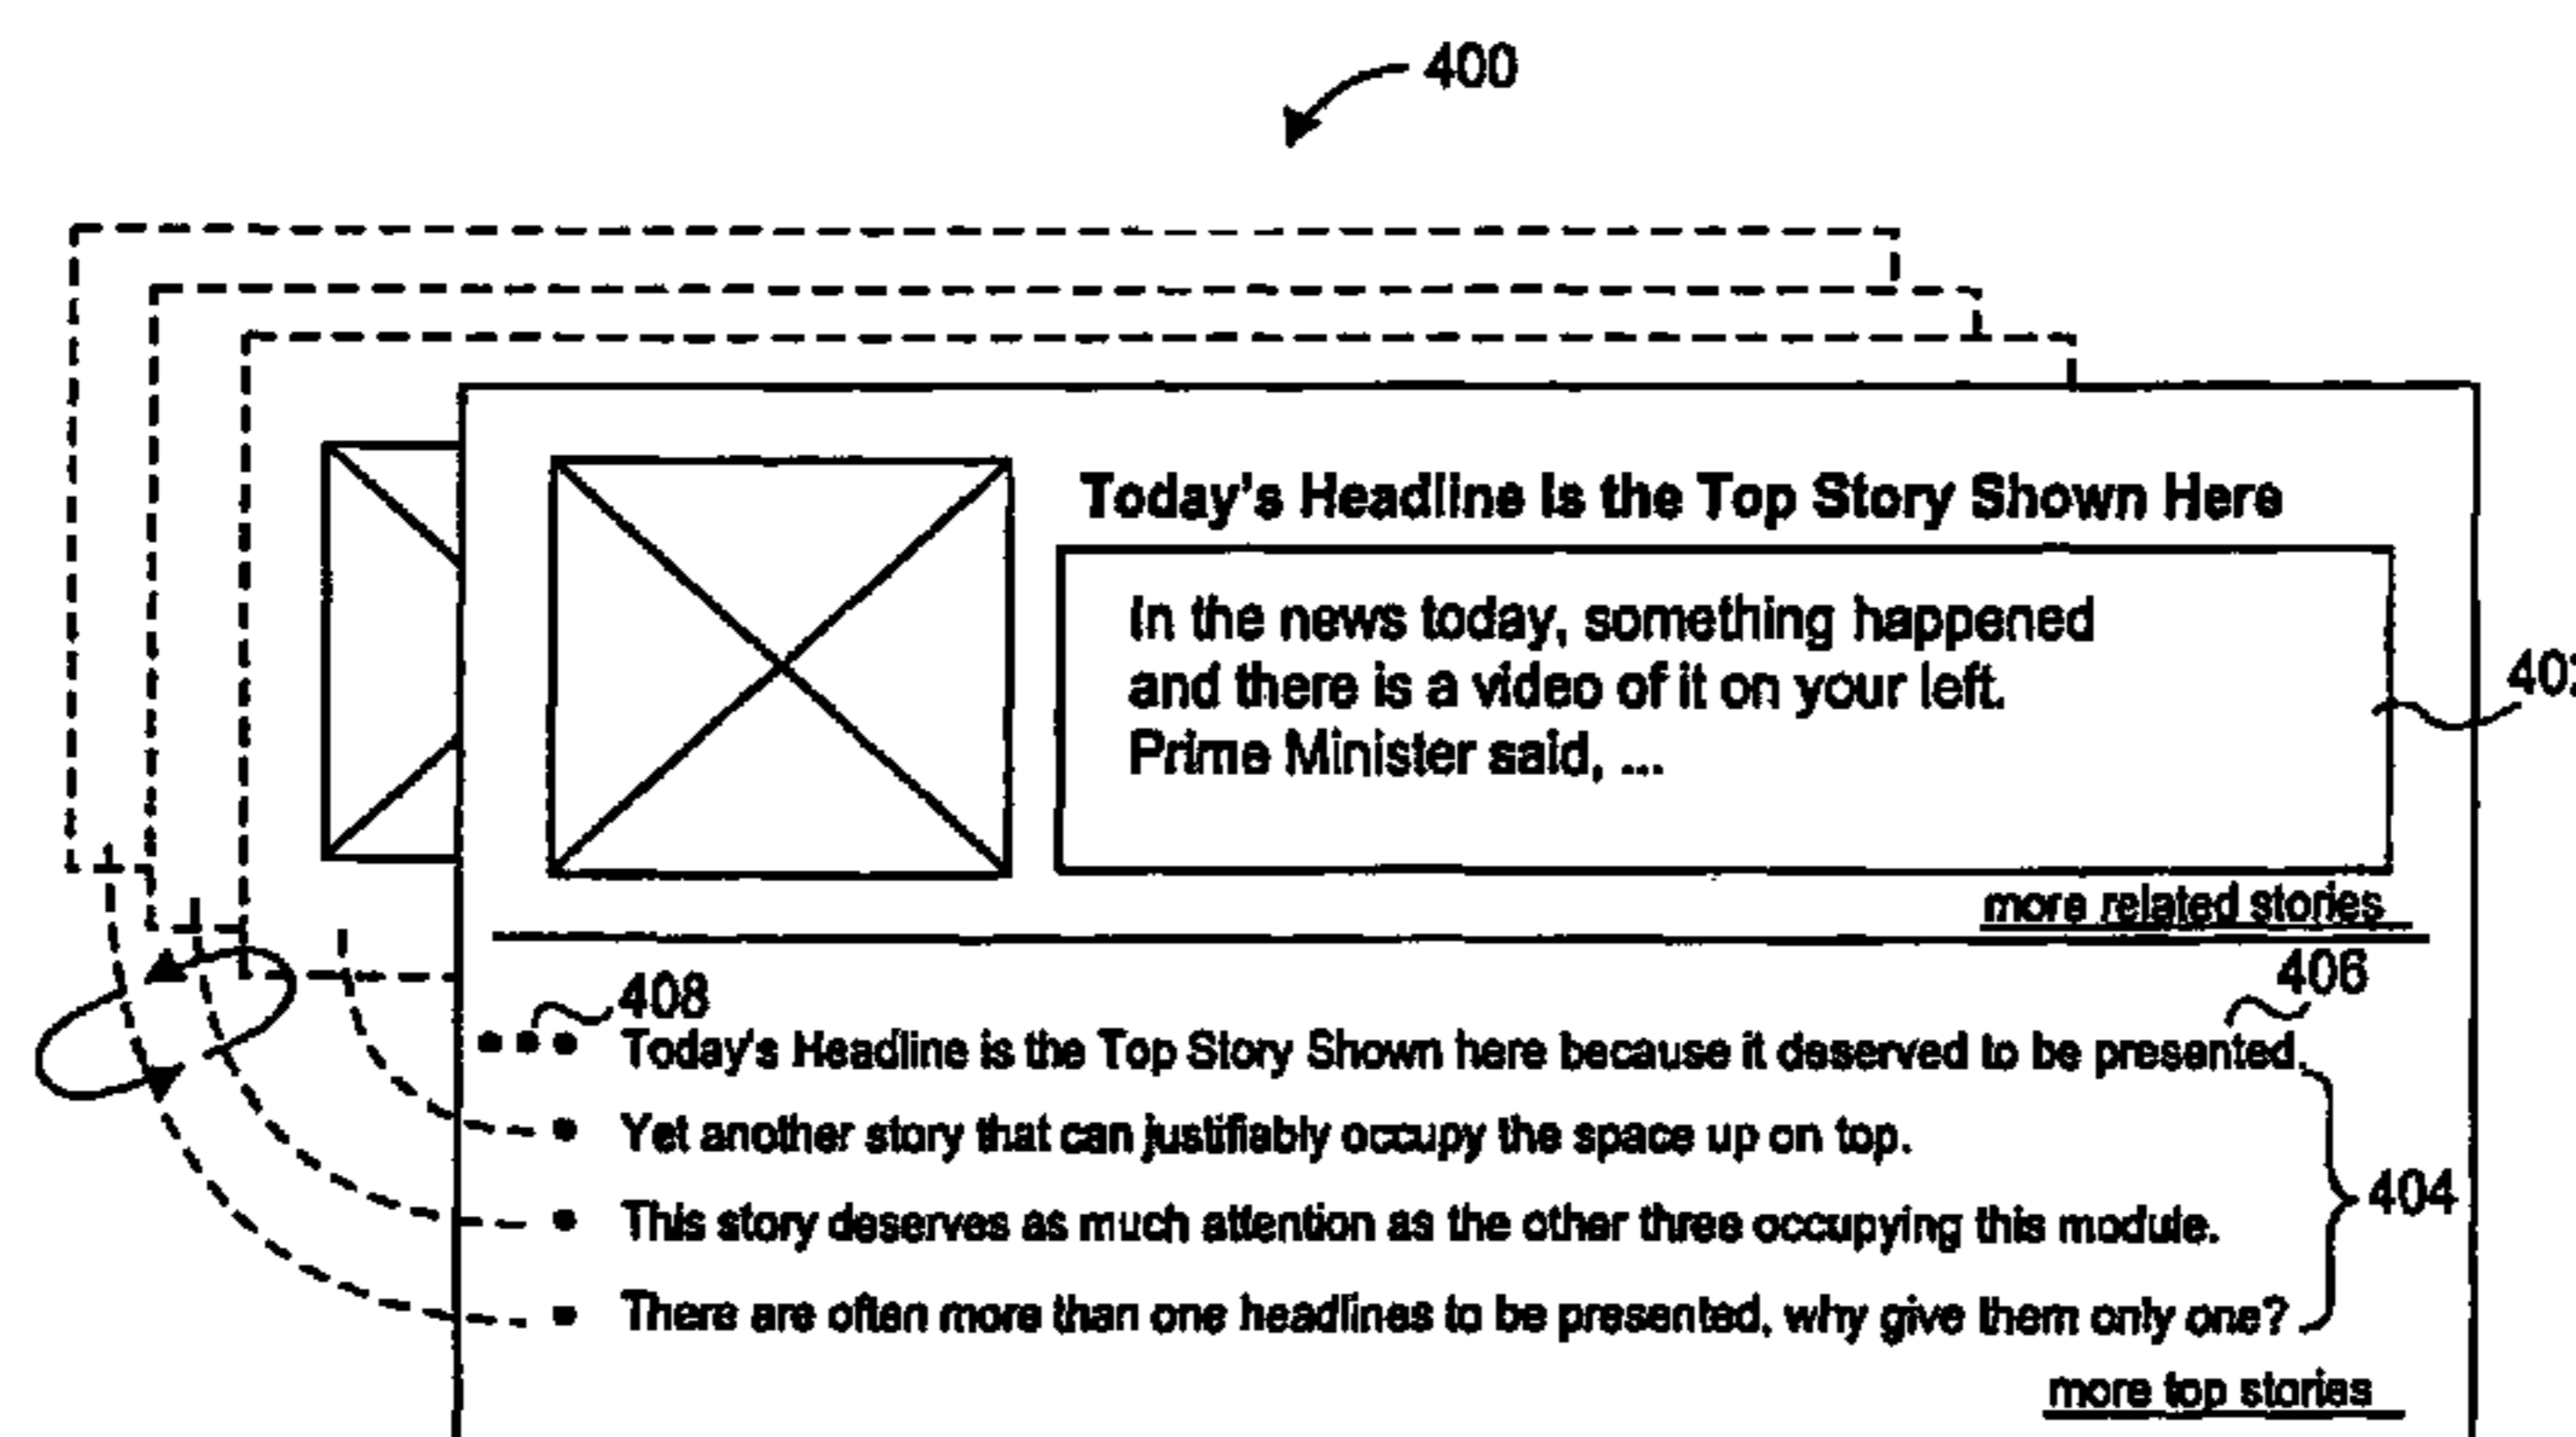 400
Today's Headline is the Top Story Shown Here
In the news today, something happened
and there is a video of it on your left.
Prime Minister said, ...
more related stories
406
408
Today's Headline is the Top Story Shown here because it deserved to be presented.
Yet another story that can justifiably occupy the space up on top.
This story deserves as much attention as the other three occupying this module.
404
There are often more than one headlines to be presented, why give them only one?
more top stories